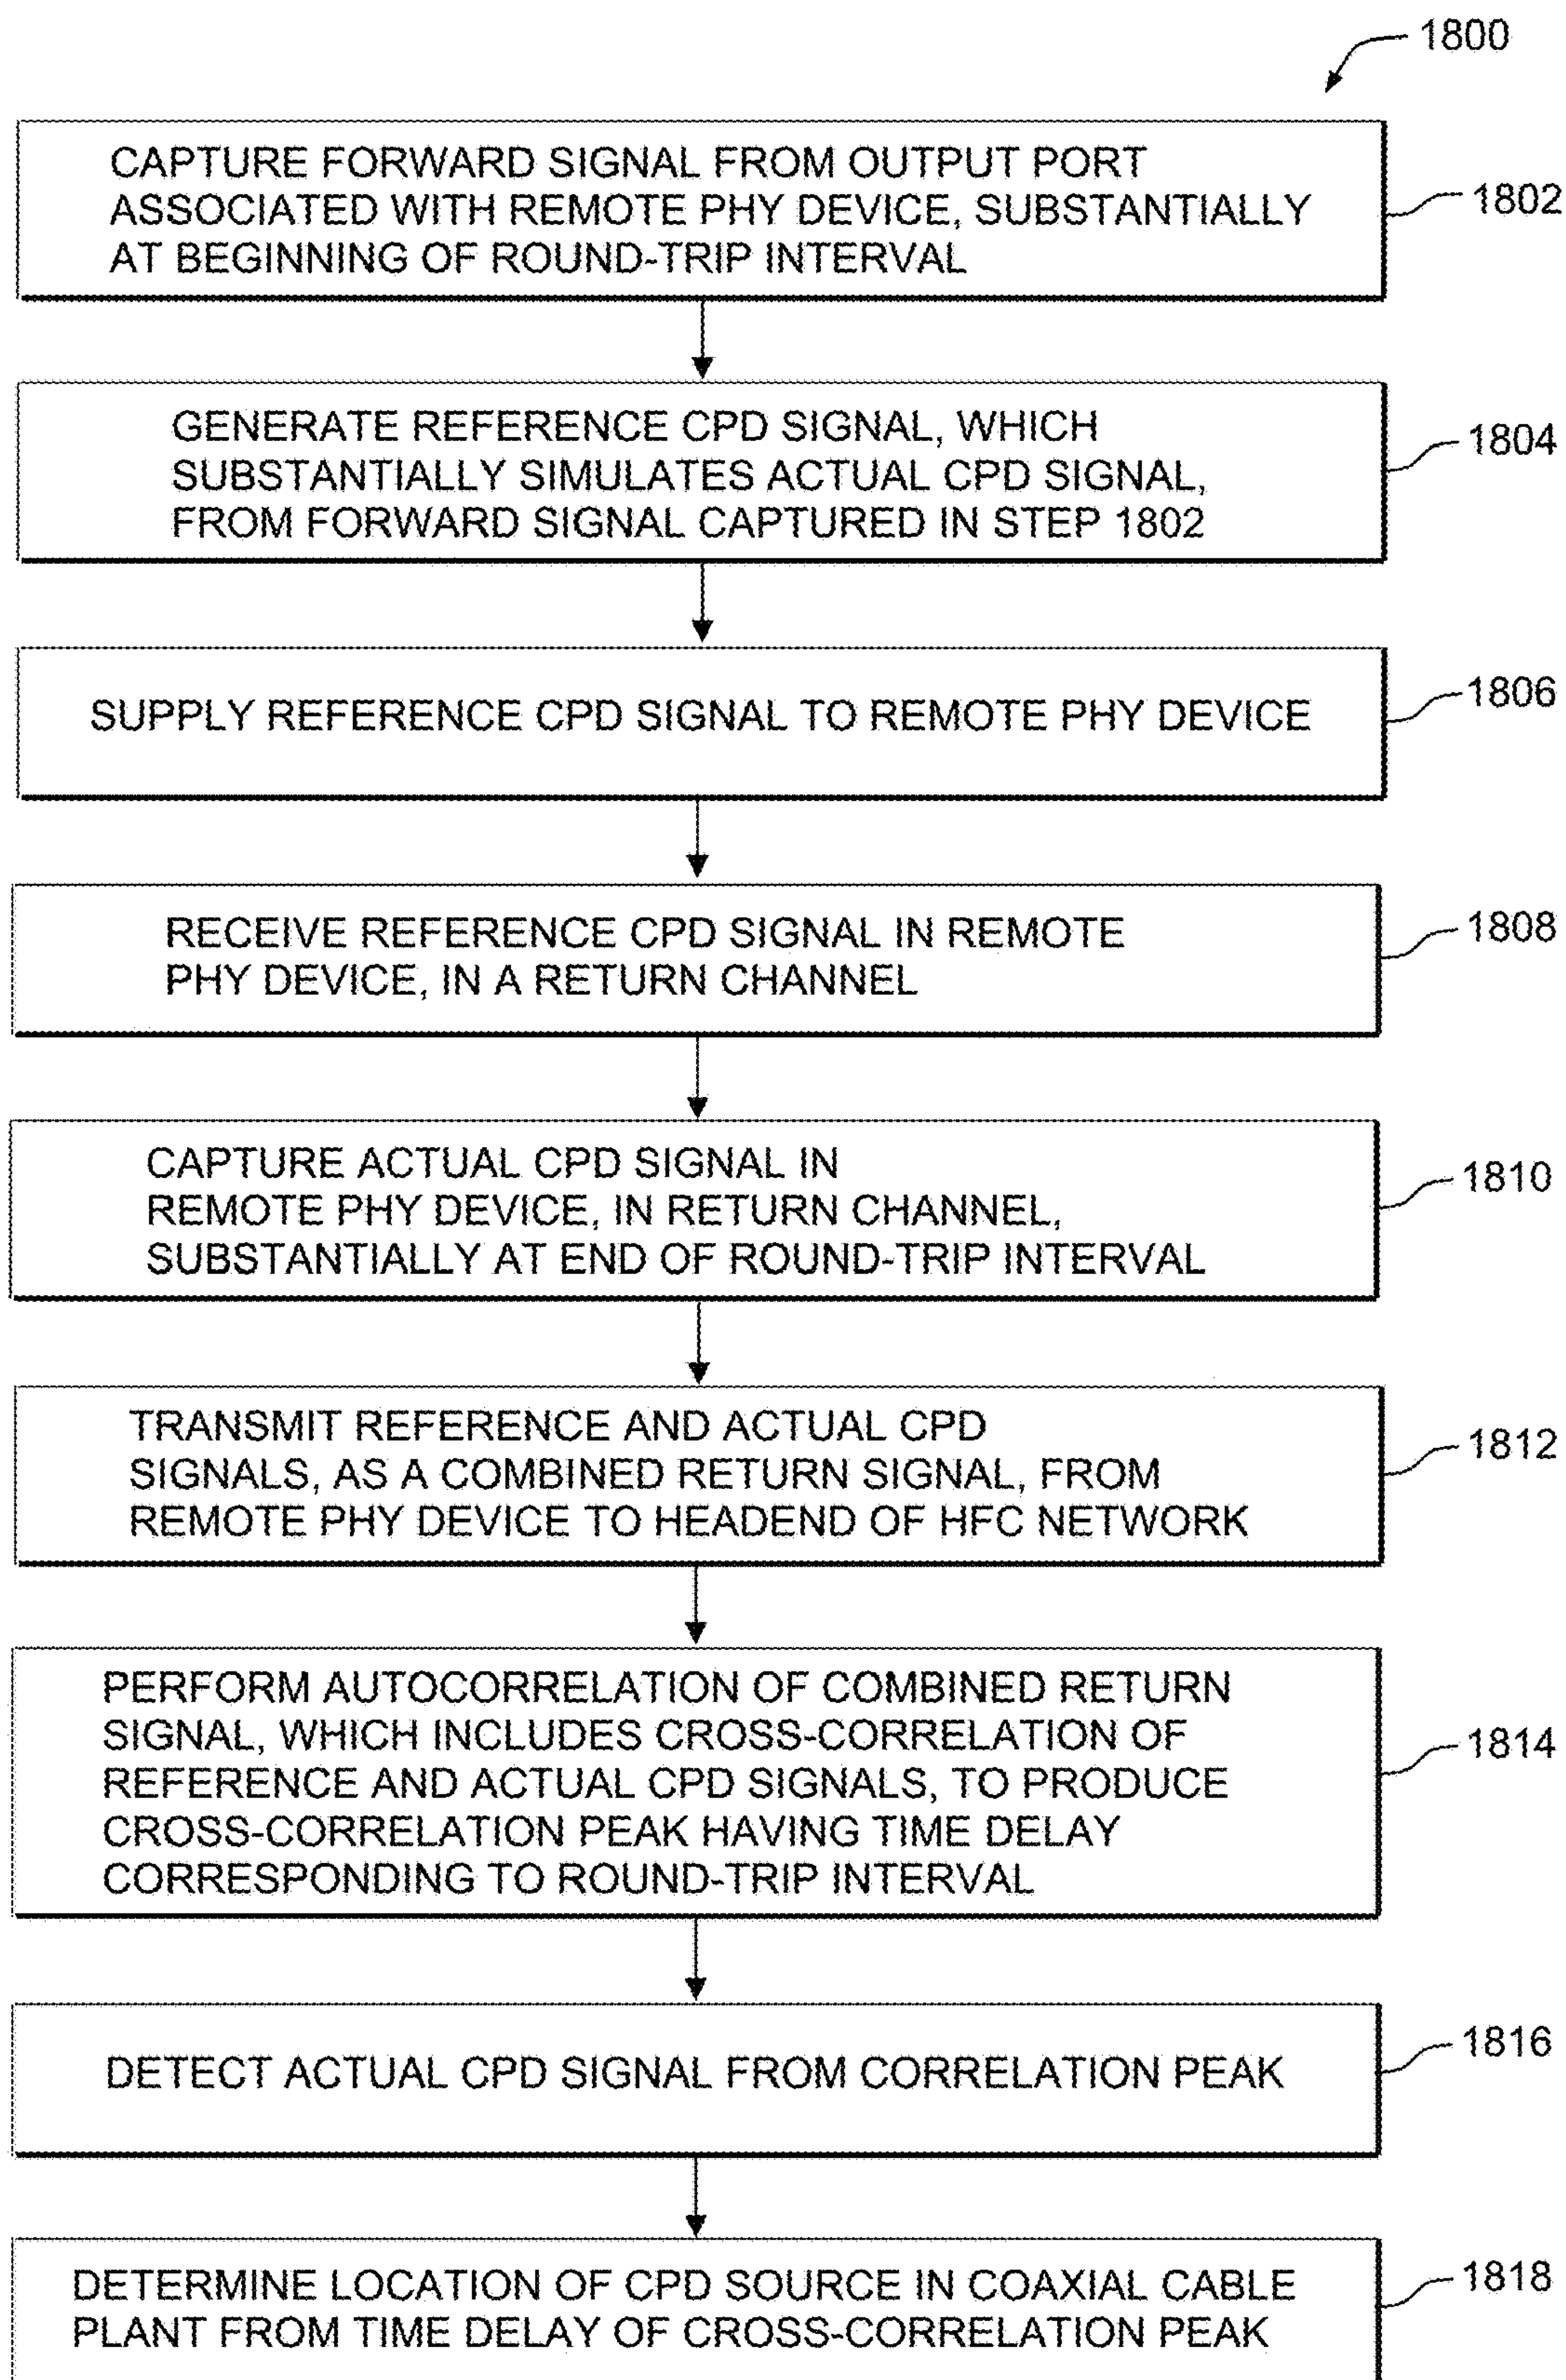 1800
CAPTURE FORWARD SIGNAL FROM OUTPUT PORT
ASSOCIATED WITH REMOTE PHY DEVICE, SUBSTANTIALLY
AT BEGINNING OF ROUND-TRIP INTERVAL
1802
GENERATE REFERENCE CPD SIGNAL, WHICH
SUBSTANTIALLY SIMULATES ACTUAL CPD SIGNAL,
FROM FORWARD SIGNAL CAPTURED IN STEP 1802
1804
SUPPLY REFERENCE CPD SIGNAL TO REMOTE PHY DEVICE
1806
RECEIVE REFERENCE CPD SIGNAL IN REMOTE
PHY DEVICE, IN A RETURN CHANNEL
1808
CAPTURE ACTUAL CPD SIGNAL IN
REMOTE PHY DEVICE, IN RETURN CHANNEL,
SUBSTANTIALLY AT END OF ROUND-TRIP INTERVAL
1810
TRANSMIT REFERENCE AND ACTUAL CPD
SIGNALS, AS A COMBINED RETURN SIGNAL, FROM
REMOTE PHY DEVICE TO HEADEND OF HFC NETWORK
1812
PERFORM AUTOCORRELATION OF COMBINED RETURN
SIGNAL, WHICH INCLUDES CROSS-CORRELATION OF
REFERENCE AND ACTUAL CPD SIGNALS, TO PRODUCE
CROSS-CORRELATION PEAK HAVING TIME DELAY
CORRESPONDING TO ROUND-TRIP INTERVAL
1814
DETECT ACTUAL CPD SIGNAL FROM CORRELATION PEAK
1816
DETERMINE LOCATION OF CPD SOURCE IN COAXIAL CABLE
PLANT FROM TIME DELAY OF CROSS-CORRELATION PEAK
1818